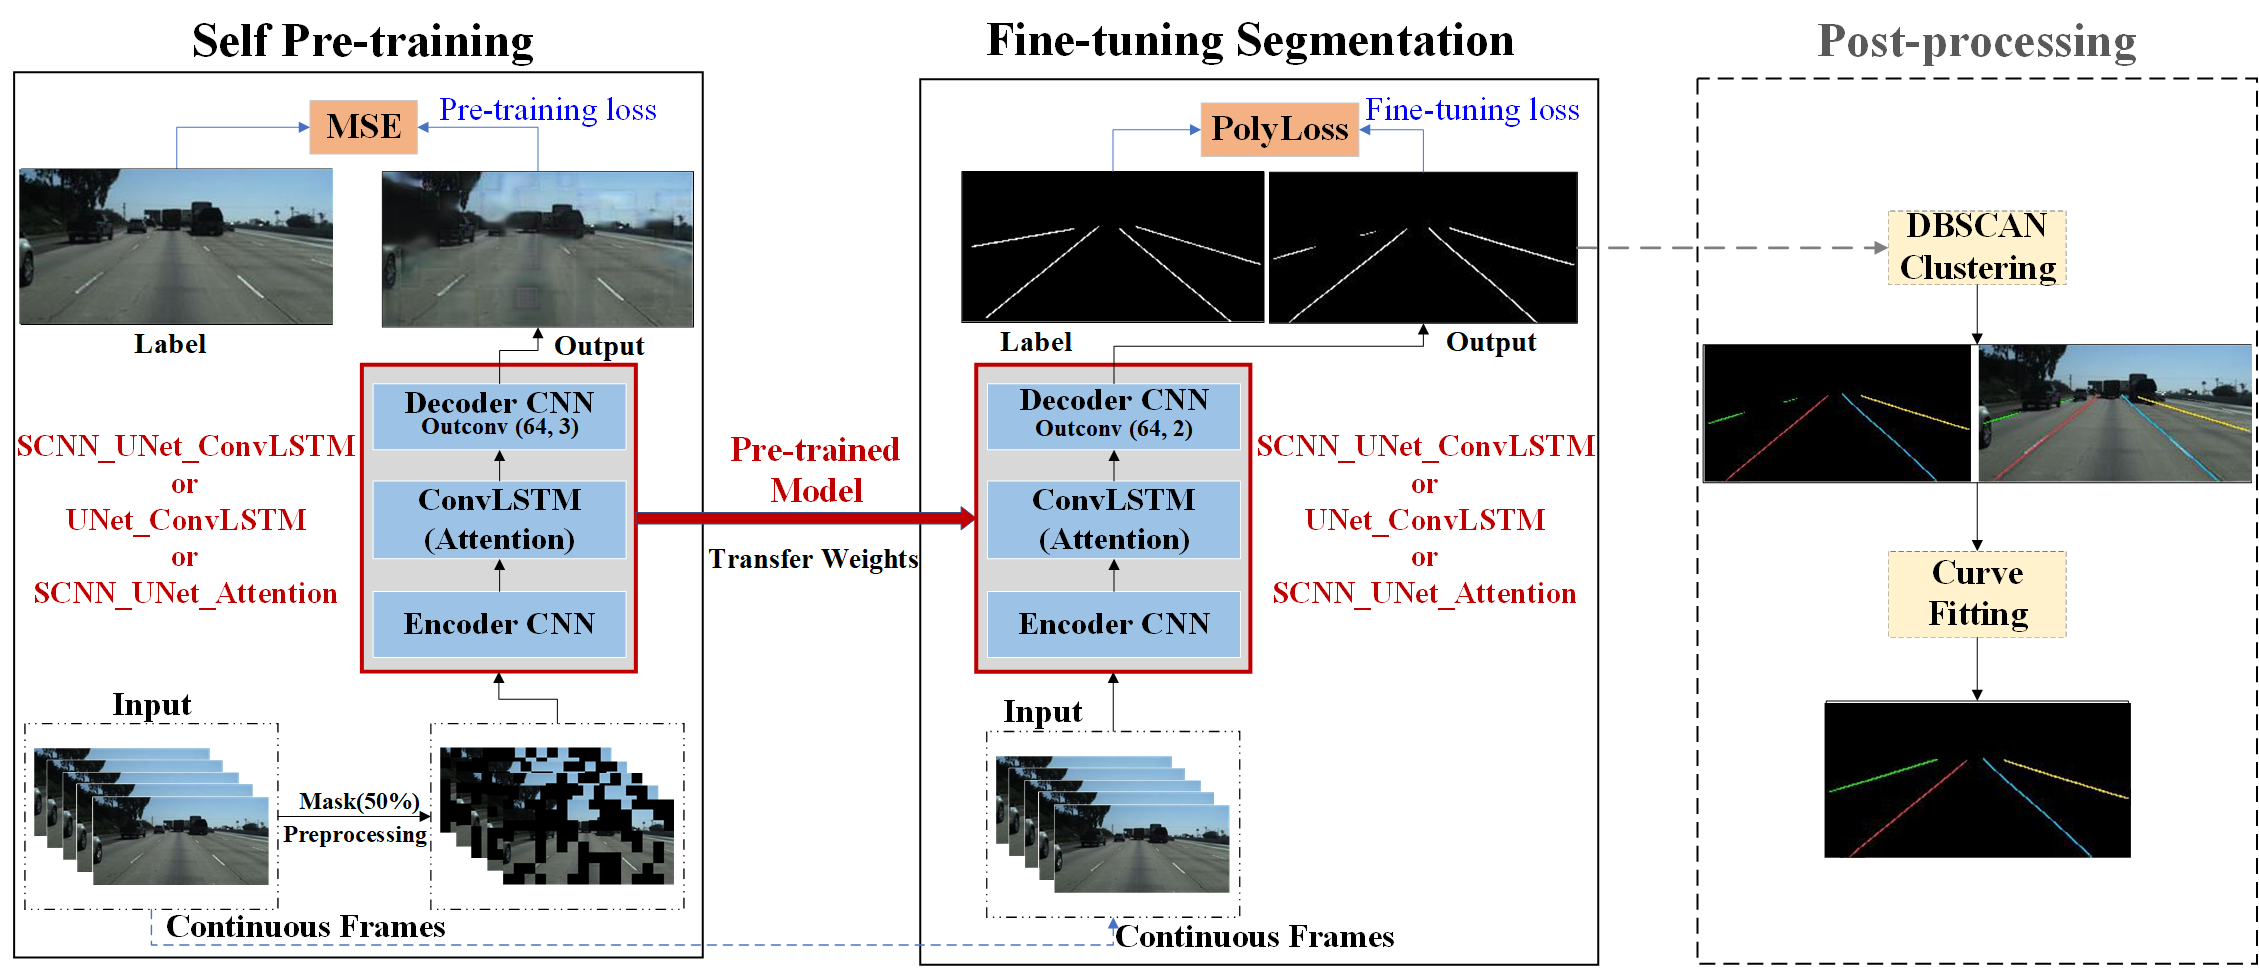 Self Pre-training
MSE
Pre-training loss
Label
Output
Decoder CNN
Outconv (64, 3)
ConvLSTM
(Attention)
Encoder CNN
SCNN_UNet_ConvLSTM
or
UNet_ConvLSTM
or
SCNN_UNet_Attention
Input
Mask(50%)
Preprocessing
Continuous Frames
Pre-trained
Model
Transfer Weights
Fine-tuning Segmentation
PolyLoss
Fine-tuning loss
Label
Output
Decoder CNN
Outconv (64, 2)
ConvLSTM
(Attention)
Encoder CNN
SCNN_UNet_ConvLSTM
or
UNet_ConvLSTM
or
SCNN_UNet_Attention
Input
Continuous Frames
Post-processing
DBSCAN
Clustering
Curve
Fitting